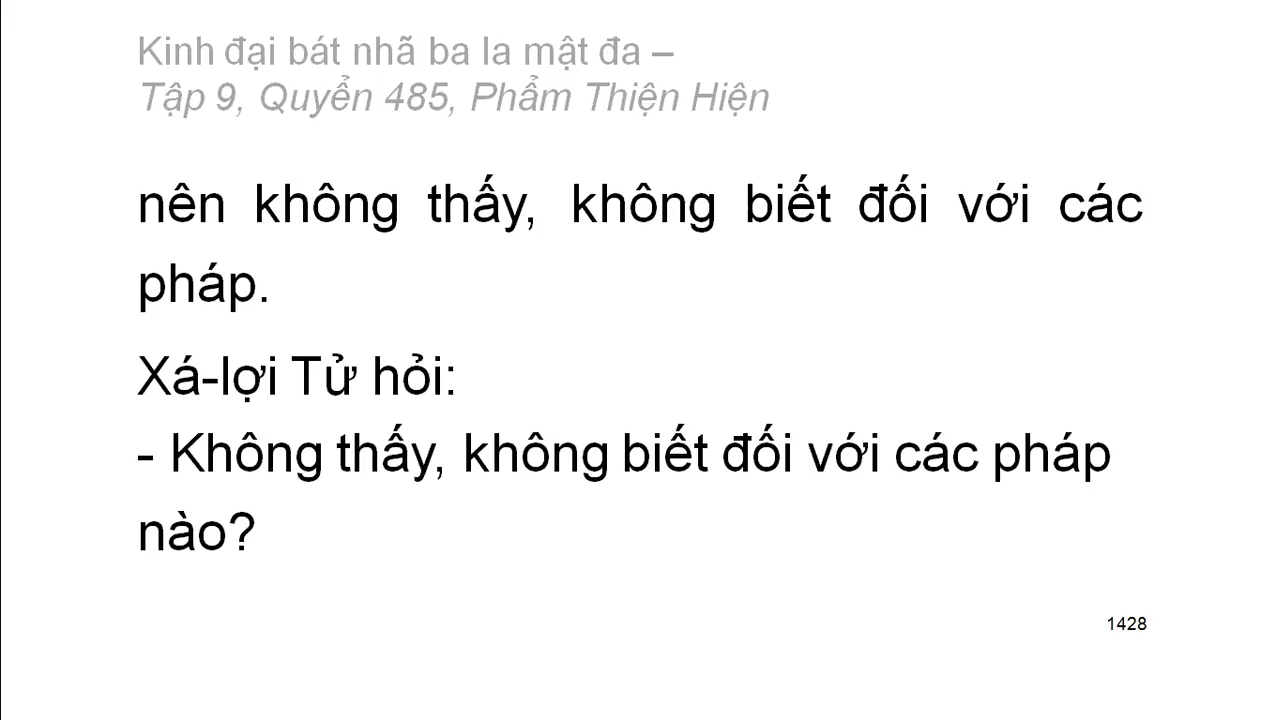 Kinh đại bát nhã ba la mật đa –
Tập 9, Quyển 485, Phẩm Thiện Hiện
nên không thấy, không biết đối với các
pháp.
Xá-lợi Tử hỏi:
- Không thấy, không biết đối với các pháp
nào?
1428